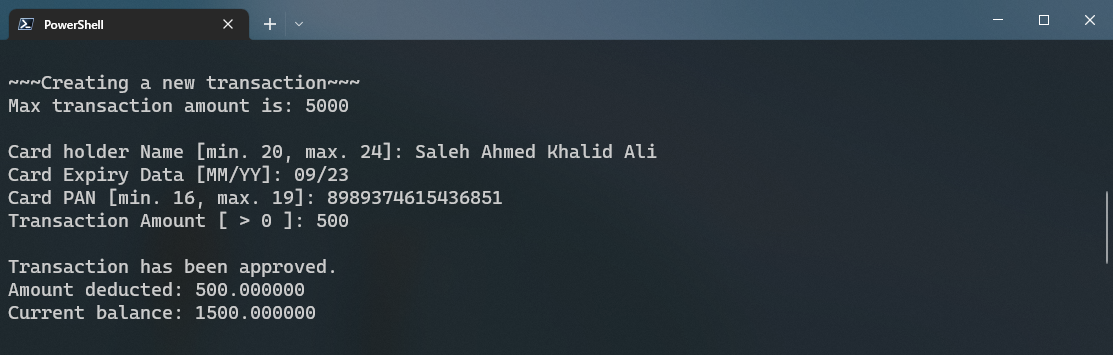 PowerShell
~~~Creating a new transaction~~~
Max transaction amount is: 5000
Card holder Name [min. 20, max. 24]: Saleh Ahmed Khalid Ali
Card Expiry Data [MM/YY]: 09/23
Card PAN [min. 16, max. 19]: 8989374615436851
Transaction Amount [ > 0 ]: 500
Transaction has been approved.
Amount deducted: 500.000000
Current balance: 1500.000000